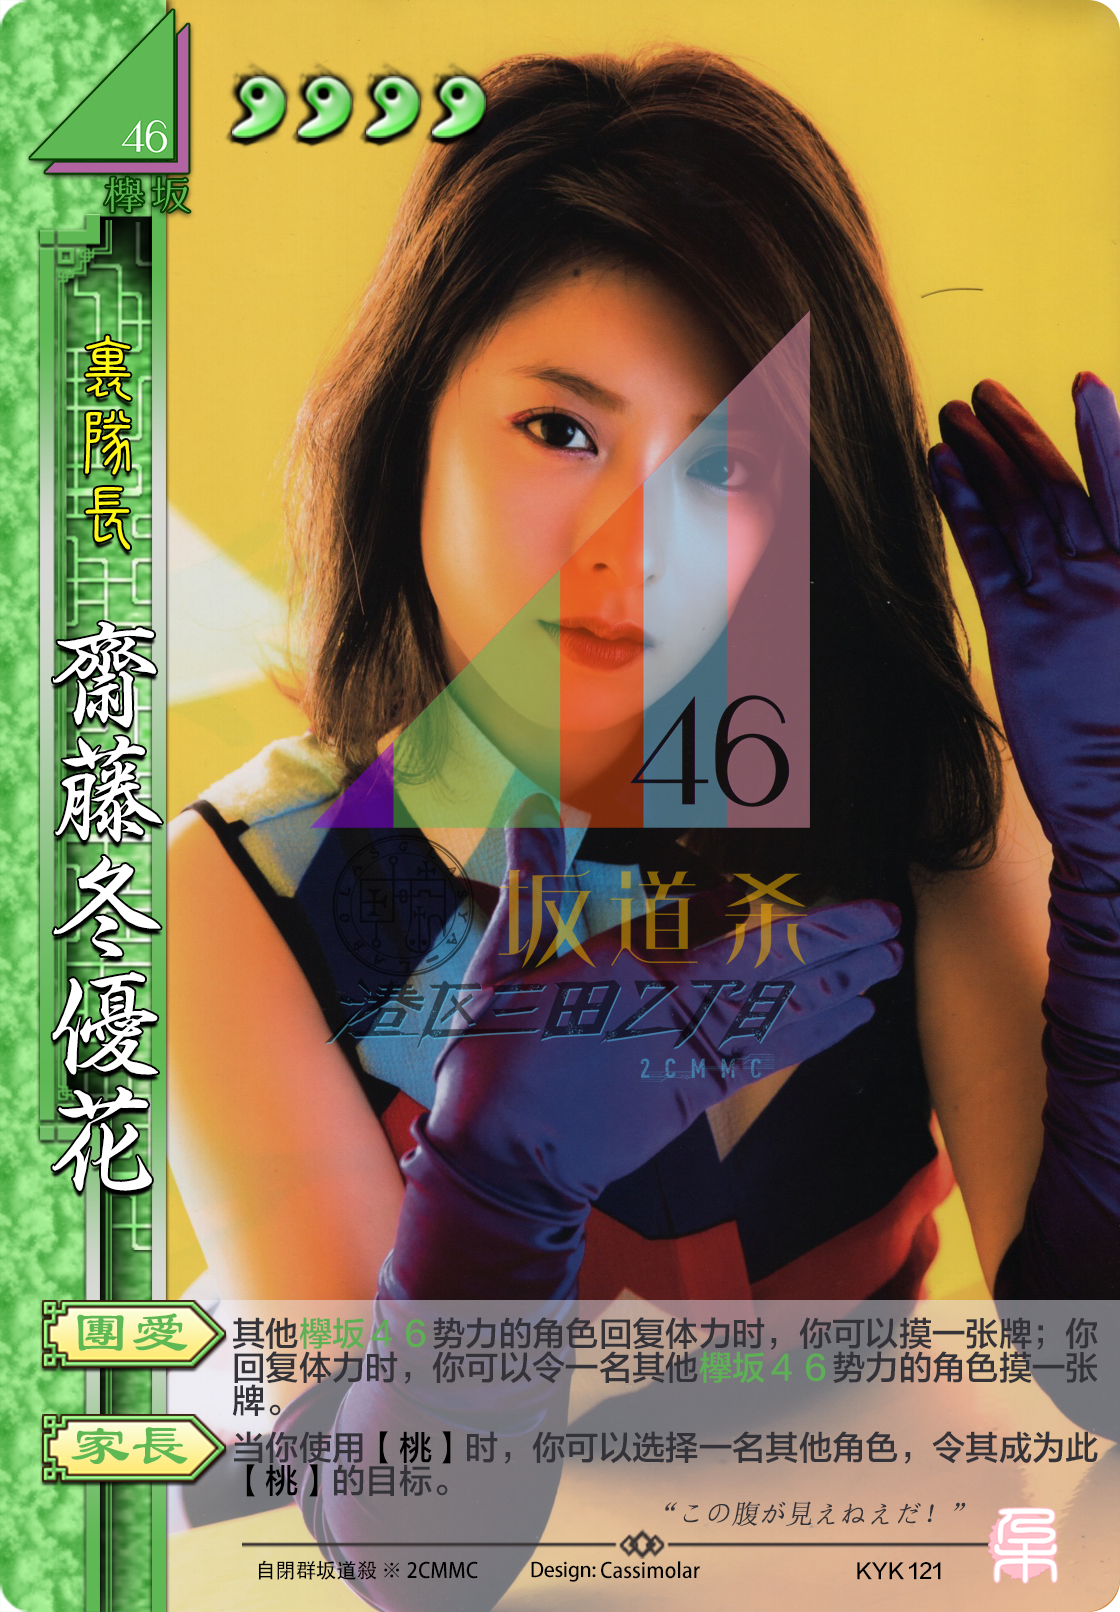 46
欅坂
裏隊長
齋藤冬優花
46
坂道杀
港区三田2丁目
2CMMC
團愛
其他欅坂４６势力的角色回复体力时，你可以摸一张牌；你
回复体力时，你可以令一名其他欅坂４６势力的角色摸一张
牌。
家長
当你使用【桃】时，你可以选择一名其他角色，令其成为此
【桃】的目标。
“この腹が見えねえだ！”
自閉群坂道殺 ※ 2CMMC
Design: Cassimolar
KYK 121